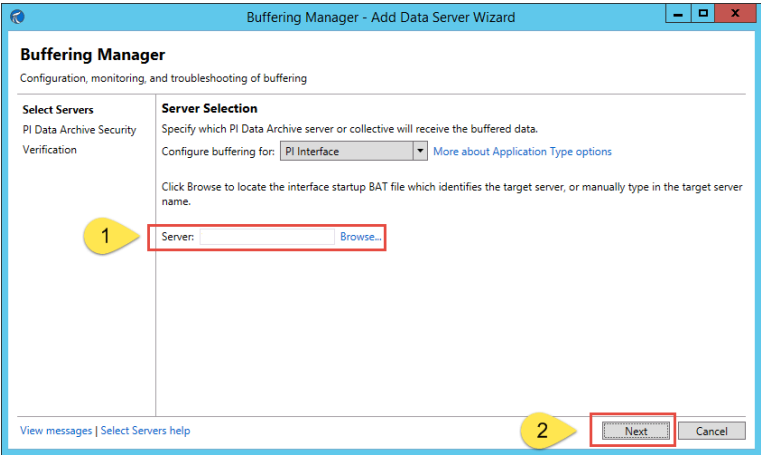 Buffering Manager - Add Data Server Wizard
Buffering Manager
Configuration, monitoring, and troubleshooting of buffering
Select Servers
PI Data Archive Security
Verification
Server Selection
Specify which PI Data Archive server or collective will receive the buffered data.
Configure buffering for: PI Interface More about Application Type options
Click Browse to locate the interface startup BAT file which identifies the target server, or manually type in the target server
name.
1
Server: Browse...
View messages | Select Servers help
2
Next Cancel